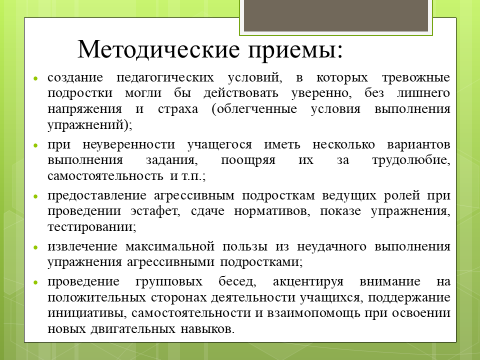 Методические приемы:
создание педагогических условий, в которых тревожные
подростки могли бы действовать уверенно, без лишнего
напряжения и страха (облегченные условия выполнения
упражнений);
при неуверенности учащегося иметь несколько вариантов
выполнения задания, поощряя их за трудолюбие,
самостоятельность и т.п.;
предоставление агрессивным подросткам ведущих ролей при
проведении эстафет, сдаче нормативов, показе упражнения,
тестировании;
извлечение максимальной пользы из неудачного выполнения
упражнения агрессивными подростками;
проведение групповых бесед, акцентируя внимание на
положительных сторонах деятельности учащихся, поддержание
инициативы, самостоятельности и взаимопомощь при освоении
новых двигательных навыков.